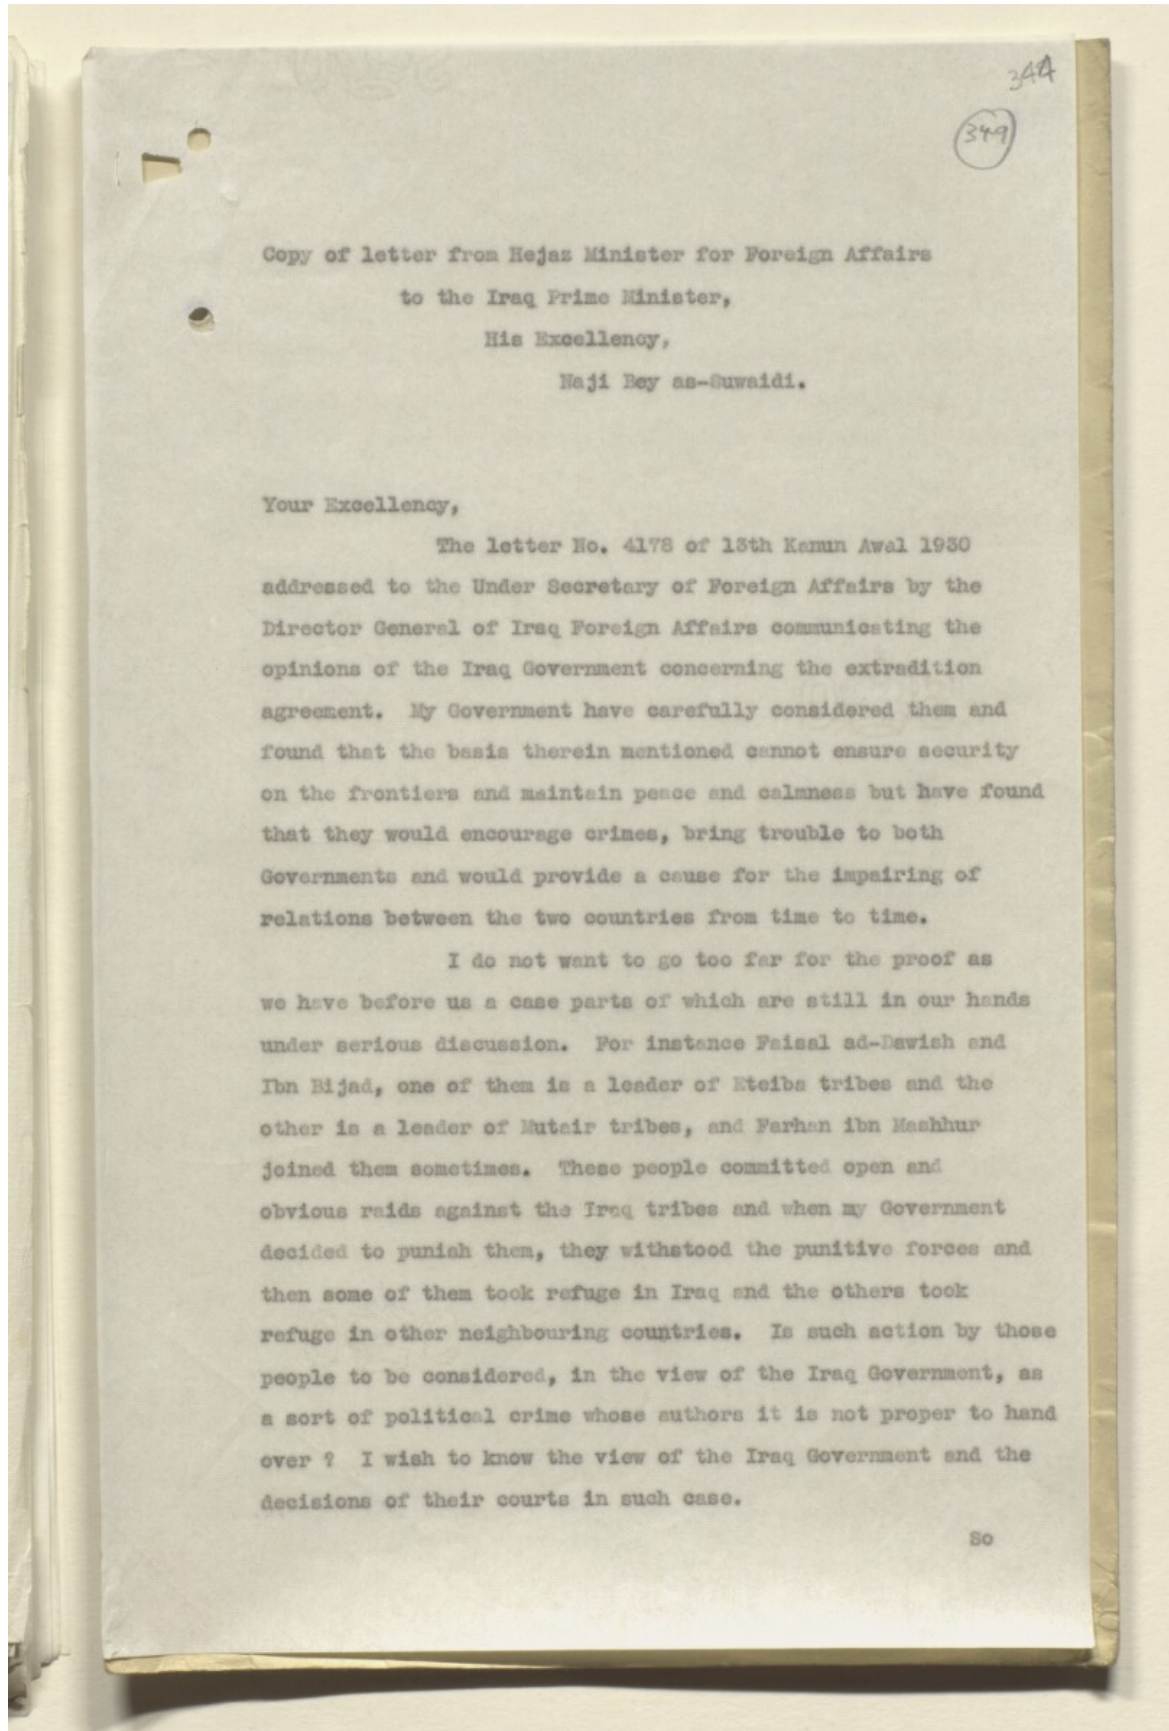 344
349
Copy of letter from Hejaz Minister for Foreign Affairs
to the Iraq Prime Minister,
His Excellency,
Naji Bey as-Suwaidi.
Your Excellency,
The letter No. 4178 of 13th Kanun Awal 1930
addressed to the Under Secretary of Foreign Affairs by the
Director General of Iraq Foreign Affairs communicating the
opinions of the Iraq Government concerning the extradition
agreement. My Government have carefully considered them and
found that the basis therein mentioned cannot ensure security
on the frontiers and maintain peace and calmness but have found
that they would encourage crimes, bring trouble to both
Governments and would provide a cause for the impairing of
relations between the two countries from time to time.
I do not want to go too far for the proof as
we have before us a case parts of which are still in our hands
under serious discussion. For instance Faisal ad-Dawish and
Ibn Bijad, one of them is a leader of Eteiba tribes and the
other is a leader of Mutair tribes, and Farhan ibn Mashhur
joined them sometimes. These people committed open and
obvious raids against the Iraq tribes and when my Government
decided to punish them, they withstood the punitive forces and
then some of them took refuge in Iraq and the others took
refuge in other neighbouring countries. Is such action by those
people to be considered, in the view of the Iraq Government, as
a sort of political crime whose authors it is not proper to hand
over ? I wish to know the view of the Iraq Government and the
decisions of their courts in such case.
So